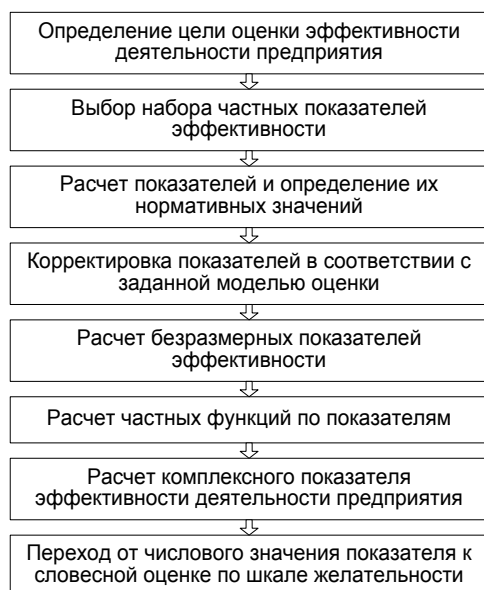 Определение цели оценки эффективности
деятельности предприятия
Выбор набора частных показателей
эффективности
Расчет показателей и определение их
нормативных значений
Корректировка показателей в соответствии с
заданной моделью оценки
Расчет безразмерных показателей
эффективности
Расчет частных функций по показателям
Расчет комплексного показателя
эффективности деятельности предприятия
Переход от числового значения показателя к
словесной оценке по шкале желательности